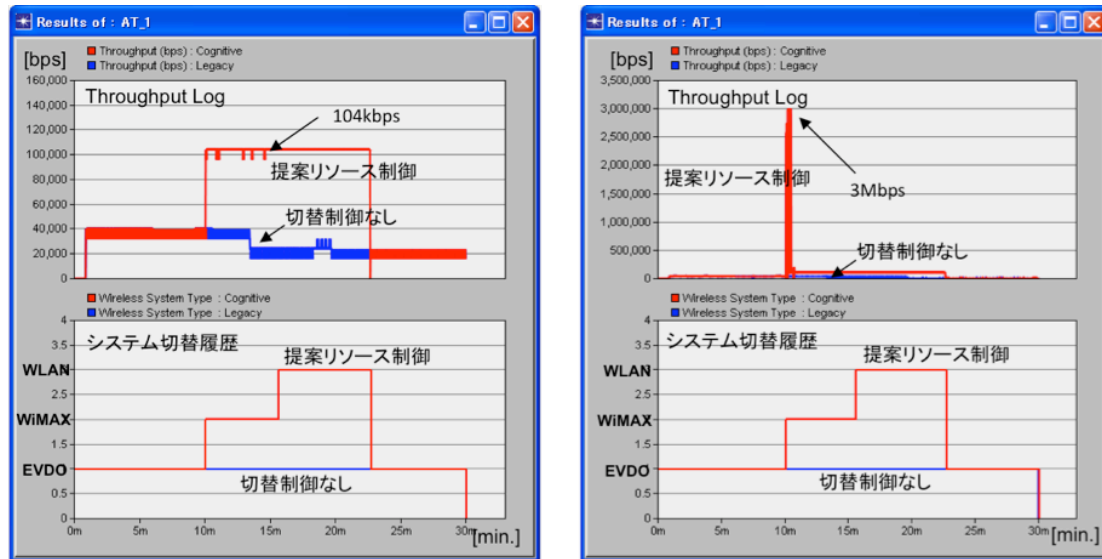 Results of : AT_1
[bps]
Throughput (bps) : Cognitive
Throughput (bps) : Legacy
160,000
140,000
120,000
100,000
80,000
60,000
40,000
20,000
0
Throughput Log
104kbps
提案リソース制御
切替制御なし
Wireless System Type : Cognitive
Wireless System Type : Legacy
4
3.5
WLAN
2.5
WiMAX
1.5
EVDO
0.5
0
システム切替履歴
提案リソース制御
切替制御なし
0m
5m
10m
15m
20m
30m
[min.]
Results of : AT_1
[bps]
Throughput (bps) : Cognitive
Throughput (bps) : Legacy
3,500,000
3,000,000
2,500,000
2,000,000
1,500,000
1,000,000
500,000
0
Throughput Log
提案リソース制御
3Mbps
切替制御なし
Wireless System Type : Cognitive
Wireless System Type : Legacy
4
3.5
WLAN
2.5
WiMAX
1.5
EVDO
0.5
0
システム切替履歴
提案リソース制御
切替制御なし
0m
5m
10m
15m
20m
30m
[min.]